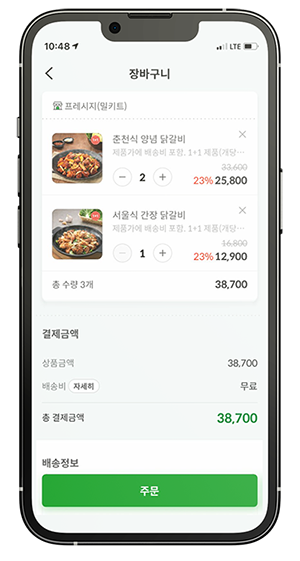 10:48 LTE
장바구니
프레시지(밀키트)
춘천식 양념 닭갈비
제품가에 배송비 포함, 1+1 제품(개당…
33,600
2 23% 25,800
서울식 간장 닭갈비
제품가에 배송비 포함, 1+1 제품(개당…
16,800
1 23% 12,900
총 수량 3개 38,700
결제금액
상품금액 38,700
배송비 자세히 무료
총 결제금액 38,700
배송정보
주문